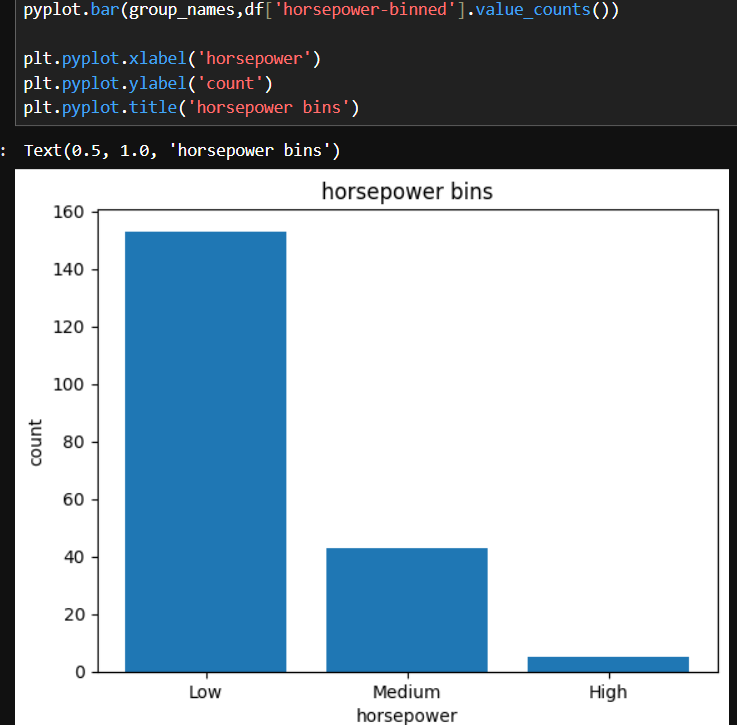 pyplot.bar(group_names,df['horsepower-binned'].value_counts())
plt.pyplot.xlabel('horsepower')
plt.pyplot.ylabel('count')
plt.pyplot.title('horsepower bins')
: Text(0.5, 1.0, 'horsepower bins')
horsepower bins
160
140
120
100
80
60
40
20
0
count
Low Medium High
horsepower